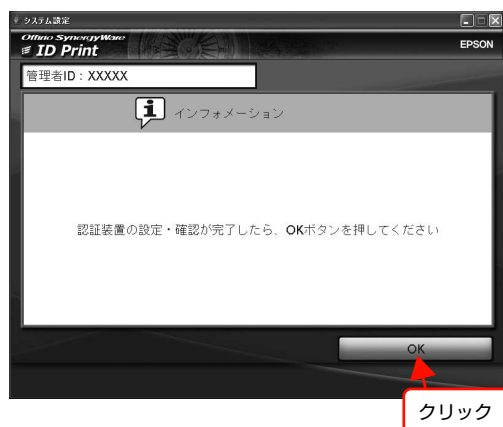 システム設定
Offirio SynergyWare
ID Print
EPSON
管理者ID：XXXXX
インフォメーション
認証装置の設定・確認が完了したら、OKボタンを押してください
OK
クリック